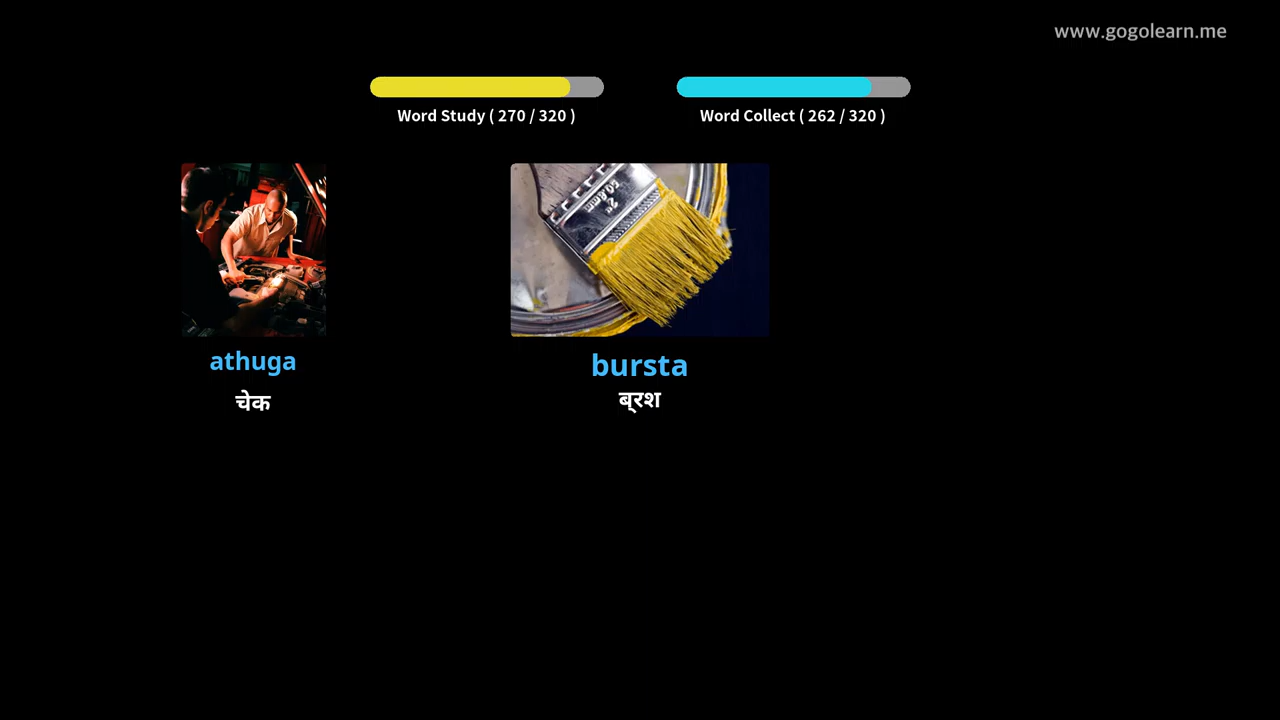 www.gogolearn.me
Word Study ( 270 / 320 )
Word Collect ( 262 / 320 )
athuga
चेक
bursta
ब्रश